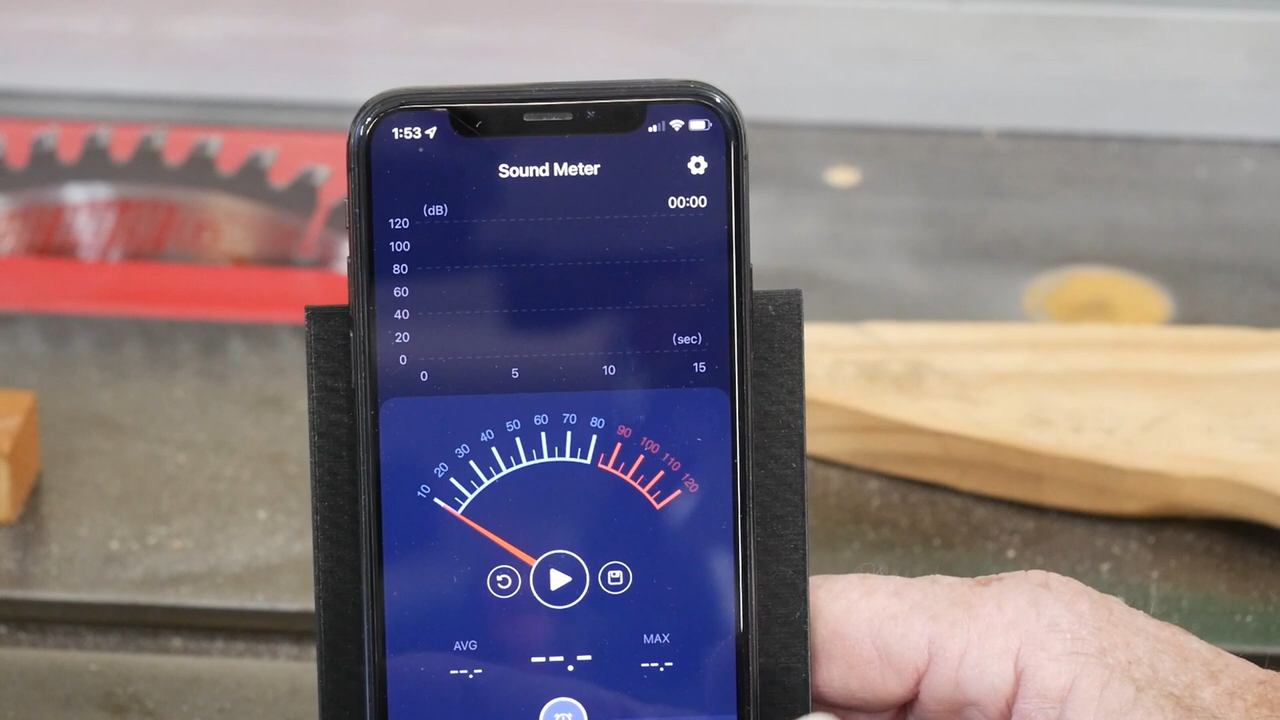 1:53
Sound Meter
(dB)
00:00
120
100
80
60
40
20
0
(sec)
0 5 10 15
10 20 30 40 50 60 70 80 90 100 110 120
AVG
MAX
--.-
--.-
--.-